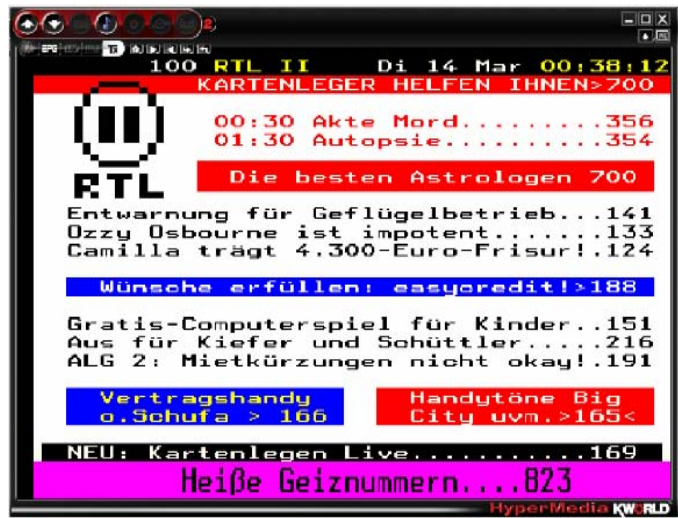 2
EPG
100 RTL II Di 14 Mar 00:38:12
KARTENLEGER HELFEN IHNEN>700
00:30 Akte Mord..........356
01:30 Autopsie...........354
RTL
Die besten Astrologen 700
Entwarnung für Geflügelbetrieb...141
Ozzy Osbourne ist impotent.......133
Camilla trägt 4.300-Euro-Frisur!.124
Wünsche erfüllen: easycredit!>188
Gratis-Computerspiel für Kinder..151
Aus für Kiefer und Schüttler.....216
ALG 2: Mietkürzungen nicht okay!.191
Vertragshandy
o.Schufa > 166
Handytöne Big
City uvm.>165<
NEU: Kartenlegen Live...........169
Heiße Geiznummern....823
HyperMedia KWORLD